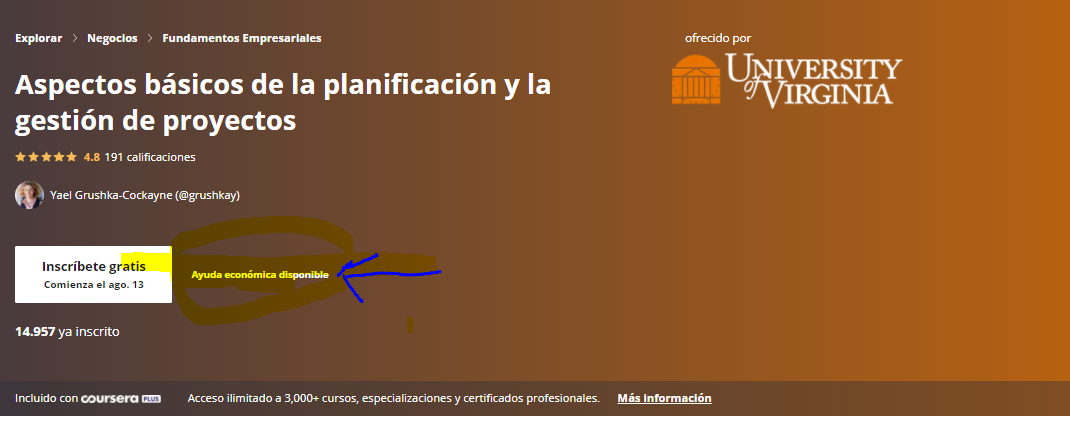 Explorar > Negocios > Fundamentos Empresariales
ofrecido por
UNIVERSITY
of VIRGINIA
Aspectos básicos de la planificación y la
gestión de proyectos
4.8 191 calificaciones
Yael Grushka-Cockayne (@grushkay)
Inscríbete gratis
Comienza el ago. 13
Ayuda económica disponible
14.957 ya inscrito
Incluido con coursera PLUS Acceso ilimitado a 3,000+ cursos, especializaciones y certificados profesionales. Más Información